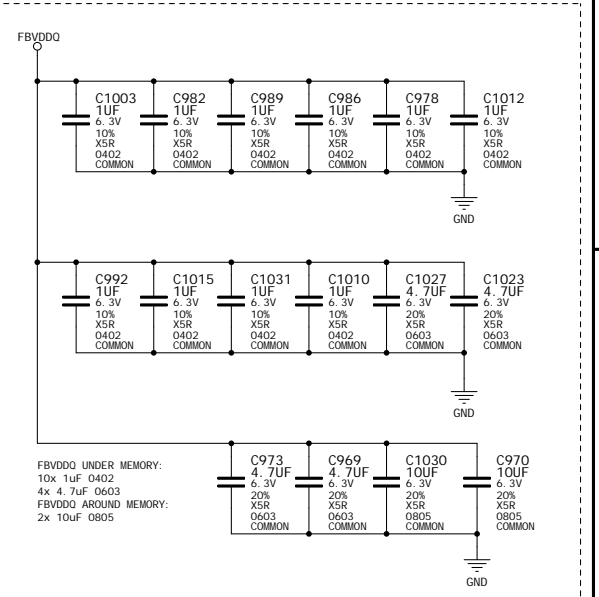 FBVDDQ
C1003
1UF
6.3V
10%
X5R
0402
COMMON
C982
1UF
6.3V
10%
X5R
0402
COMMON
C989
1UF
6.3V
10%
X5R
0402
COMMON
C986
1UF
6.3V
10%
X5R
0402
COMMON
C978
1UF
6.3V
10%
X5R
0402
COMMON
C1012
1UF
6.3V
10%
X5R
0402
COMMON
GND
C992
1UF
6.3V
10%
X5R
0402
COMMON
C1015
1UF
6.3V
10%
X5R
0402
COMMON
C1031
1UF
6.3V
10%
X5R
0402
COMMON
C1010
1UF
6.3V
10%
X5R
0402
COMMON
C1027
4.7UF
6.3V
20%
X5R
0603
COMMON
C1023
4.7UF
6.3V
20%
X5R
0603
COMMON
GND
FBVDDQ UNDER MEMORY:
10x 1uF 0402
4x 4.7uF 0603
FBVDDQ AROUND MEMORY:
2x 10uF 0805
C973
4.7UF
6.3V
20%
X5R
0603
COMMON
C969
4.7UF
6.3V
20%
X5R
0603
COMMON
C1030
10UF
6.3V
20%
X5R
0805
COMMON
C970
10UF
6.3V
20%
X5R
0805
COMMON
GND